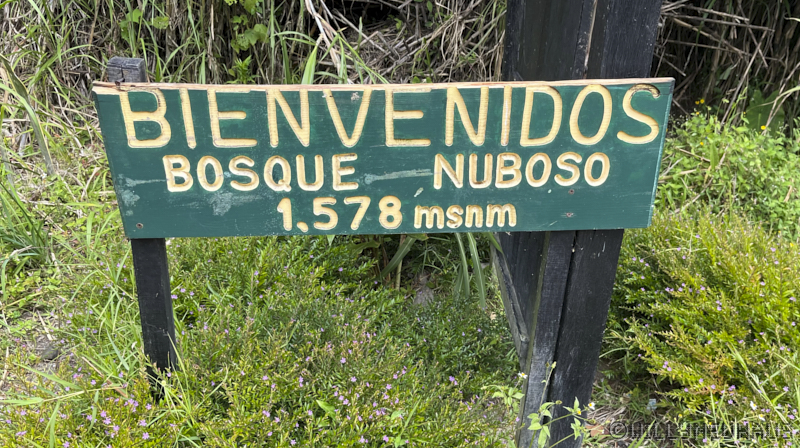 BIENVENIDOS
BOSQUE NUBOSO
1.578 msnm